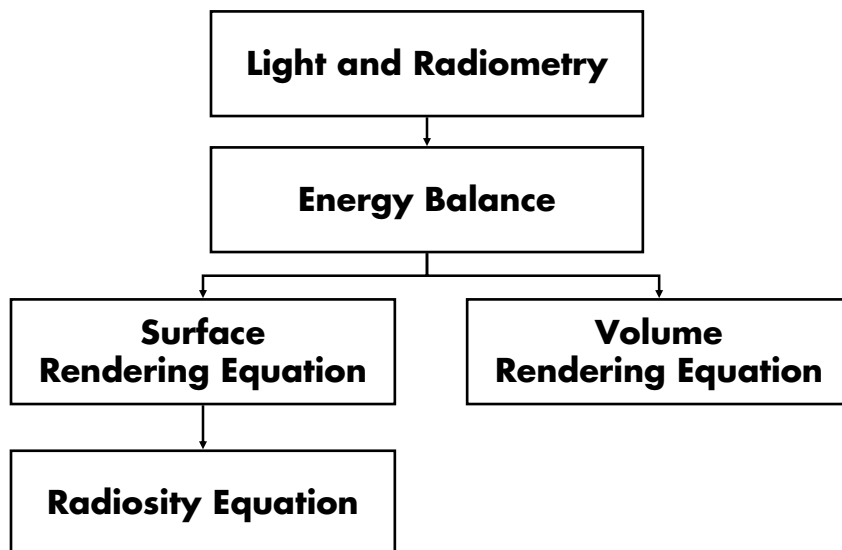 Light and Radiometry
Energy Balance
Surface
Rendering Equation
Volume
Rendering Equation
Radiosity Equation